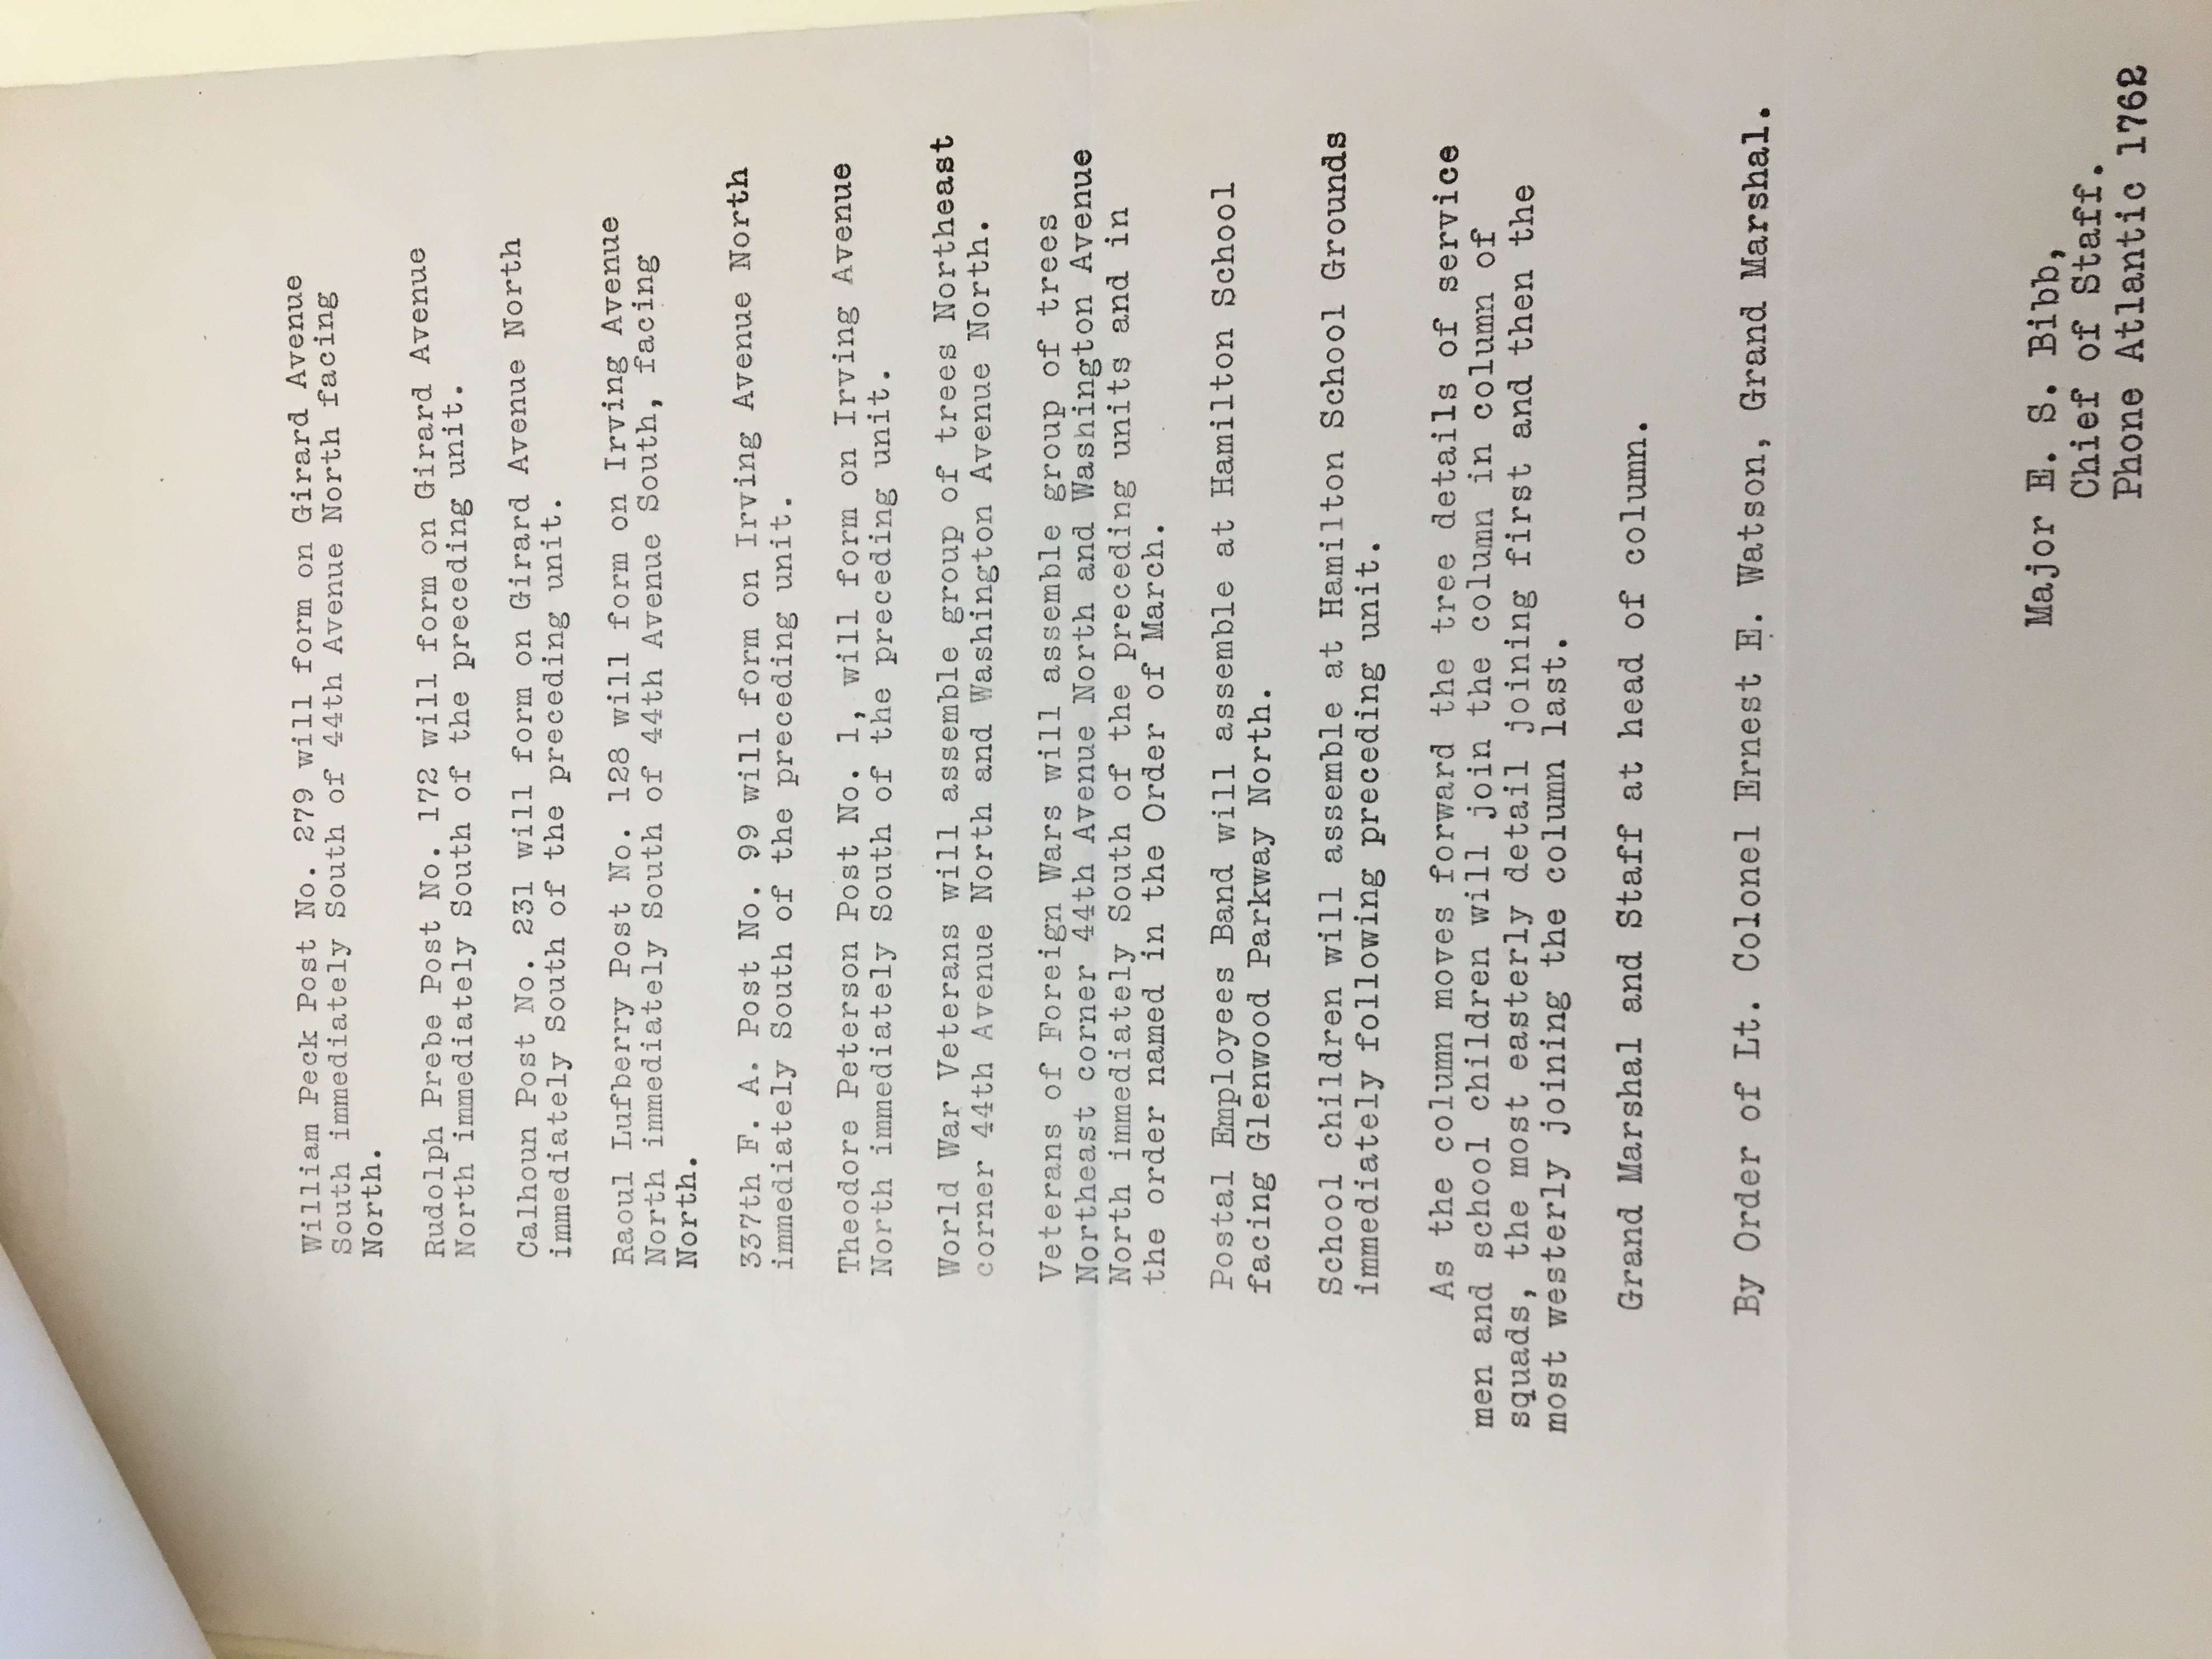 William Peck Post No. 279 will form on Girard Avenue
South immediately South of 44th Avenue North facing
North.
Rudolph Prebe Post No. 172 will form on Girard Avenue
North immediately South of the preceding unit.
Calhoun Post No. 231 will form on Girard Avenue North
immediately South of the preceding unit.
Raoul Lufberry Post No. 128 will form on Irving Avenue
North immediately South of 44th Avenue South, facing
North.
337th F. A. Post No. 99 will form on Irving Avenue North
immediately South of the preceding unit.
Theodore Peterson Post No. 1, will form on Irving Avenue
North immediately South of the preceding unit.
World War Veterans will assemble group of trees Northeast
corner 44th Avenue North and Washington Avenue North.
Veterans of Foreign Wars will assemble group of trees
Northeast corner 44th Avenue North and Washington Avenue
North immediately South of the preceding units and in
the order named in the Order of March.
Postal Employees Band will assemble at Hamilton School
facing Glenwood Parkway North.
School children will assemble at Hamilton School Grounds
immediately following preceding unit.
As the column moves forward the tree details of service
men and school children will join the column in column of
squads, the most easterly detail joining first and then the
most westerly joining the column last.
Grand Marshal and Staff at head of column.
By Order of Lt. Colonel Ernest E. Watson, Grand Marshal.
Major E. S. Bibb,
Chief of Staff.
Phone Atlantic 1762